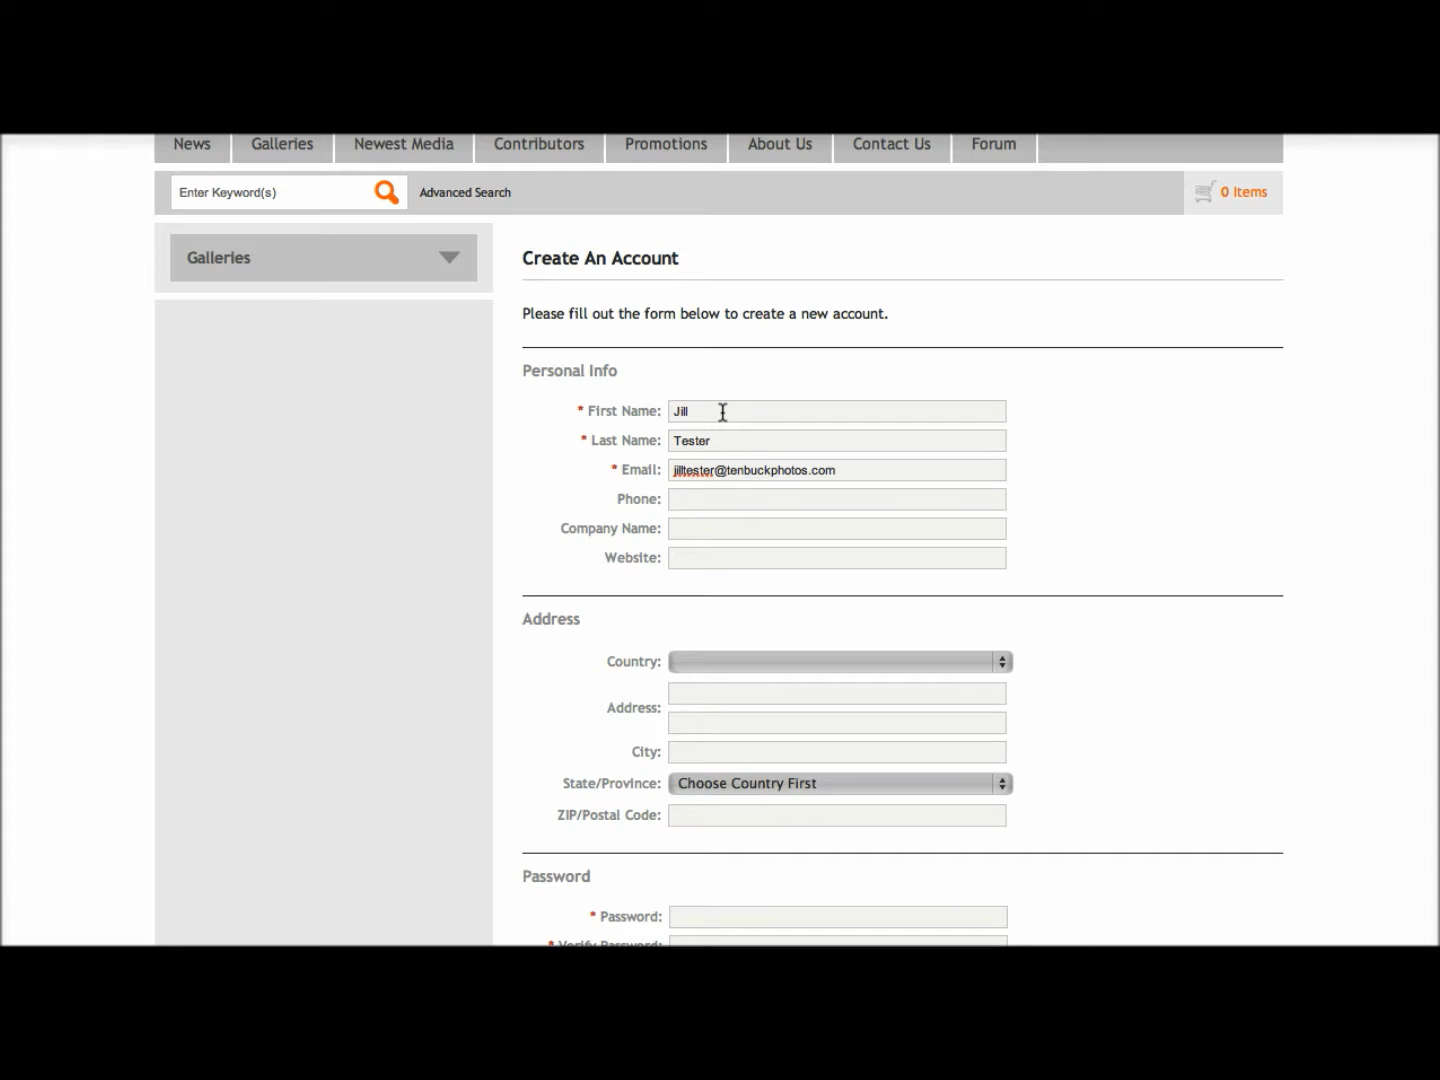 News Galleries Newest Media Contributors Promotions About Us Contact Us Forum
Enter Keyword(s) Advanced Search 0 Items
Galleries
Create An Account
Please fill out the form below to create a new account.
Personal Info
* First Name: Jill
* Last Name: Tester
* Email: jilltester@tenbuckphotos.com
Phone:
Company Name:
Website:
Address
Country:
Address:
City:
State/Province: Choose Country First
ZIP/Postal Code:
Password
* Password:
* Verify Password: